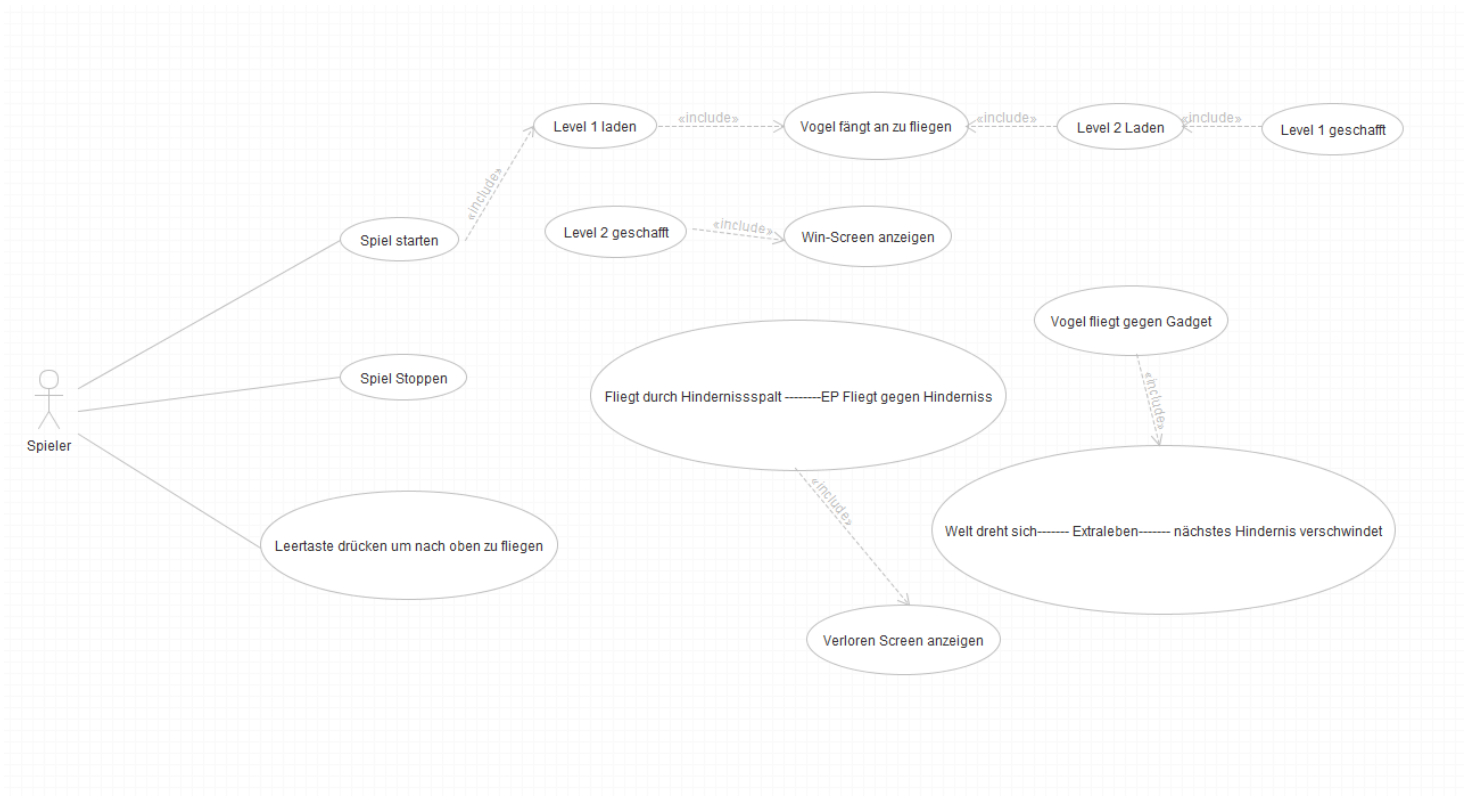 Level 1 laden
«include»
Vogel fängt an zu fliegen
«include»
Level 2 Laden
«include»
Level 1 geschafft
«include»
Spiel starten
Level 2 geschafft
«include»
Win-Screen anzeigen
Vogel fliegt gegen Gadget
«include»
Spiel Stoppen
Fliegt durch Hindernissspalt --------EP Fliegt gegen Hinderniss
Spieler
«include»
Leertaste drücken um nach oben zu fliegen
Welt dreht sich------- Extraleben------- nächstes Hindernis verschwindet
Verloren Screen anzeigen